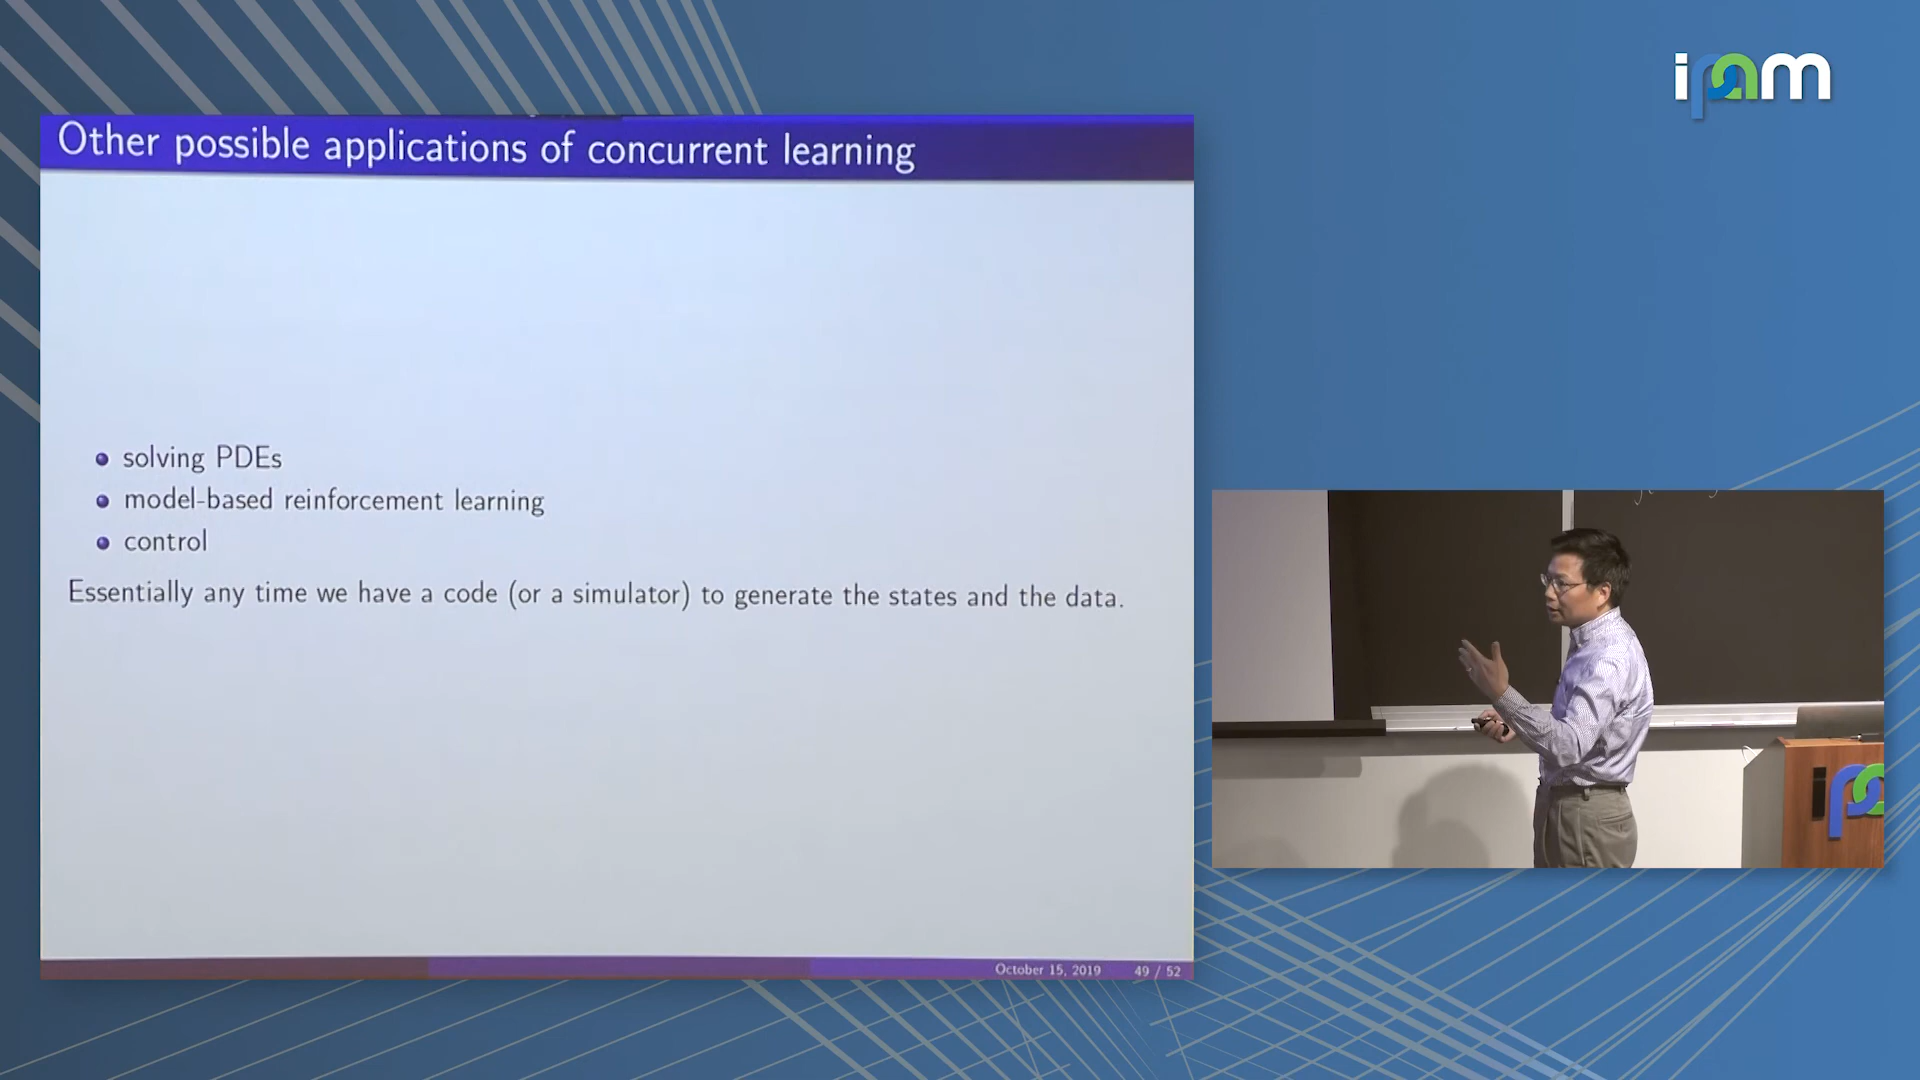 ipam
Other possible applications of concurrent learning
solving PDEs
model-based reinforcement learning
control
Essentially any time we have a code (or a simulator) to generate the states and the data.
October 15, 2019 49 / 52